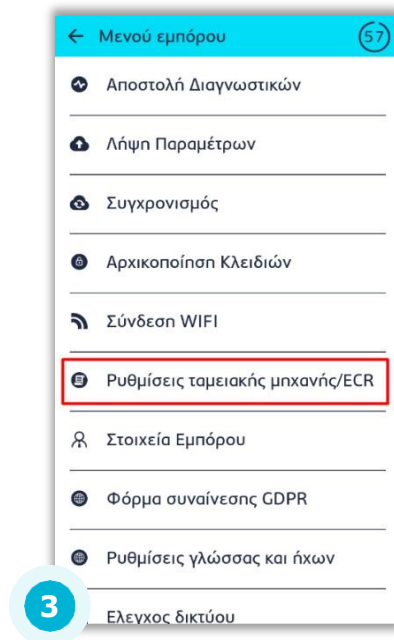 Μενού εμπόρου
57
Αποστολή Διαγνωστικών
Λήψη Παραμέτρων
Συγχρονισμός
Αρχικοποίηση Κλειδιών
Σύνδεση WIFI
Ρυθμίσεις ταμειακής μηχανής/ECR
Στοιχεία Εμπόρου
Φόρμα συναίνεσης GDPR
Ρυθμίσεις γλώσσας και ήχων
Ελεγχος δικτύου
3